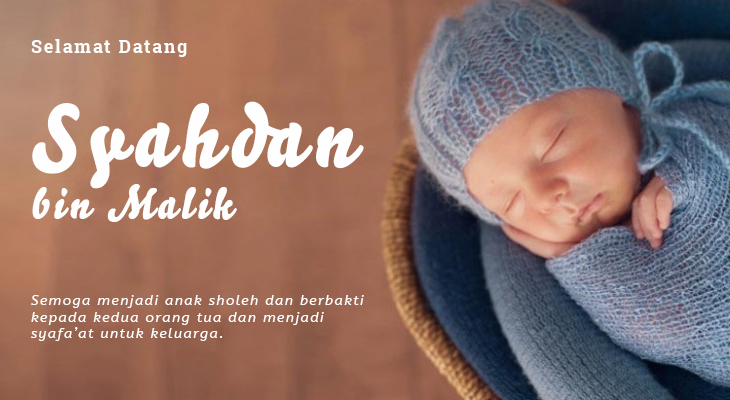 Selamat Datang
Syahdan
bin Malik
Semoga menjadi anak sholeh dan berbakti
kepada kedua orang tua dan menjadi
syafa'at untuk keluarga.